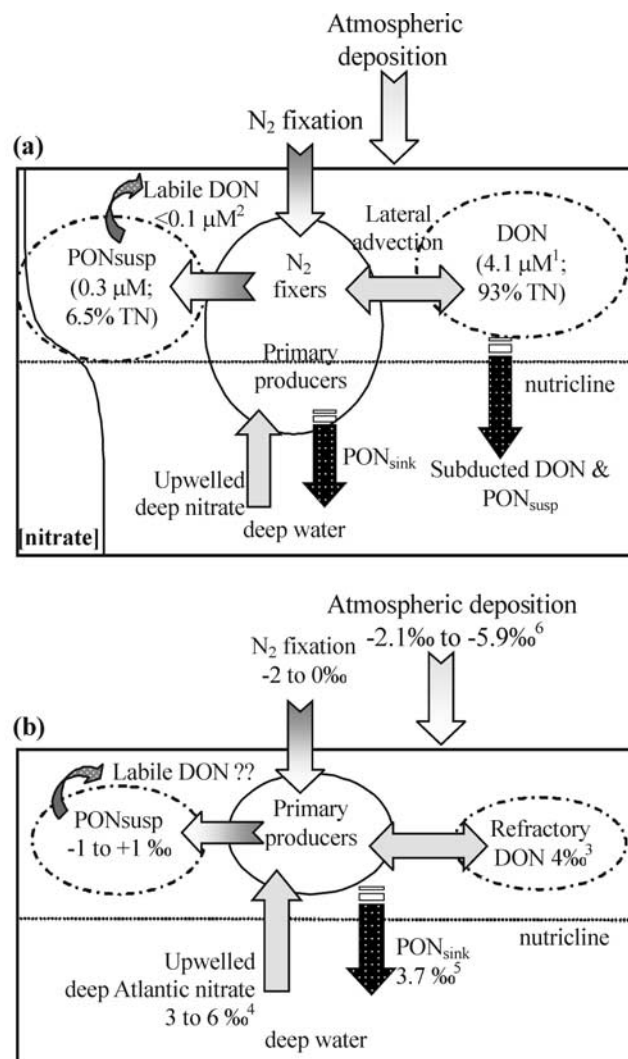 Atmospheric
deposition
N₂ fixation
(a)
Labile DON
<0.1 µM²
Lateral
advection
PONsusp
(0.3 µM;
6.5% TN)
N₂
fixers
DON
(4.1 µM¹;
93% TN)
Primary
producers
nutricline
Upwelled
deep nitrate
PONsink
Subducted DON &
PONsusp
[nitrate]
deep water
Atmospheric deposition
-2.1‰ to -5.9‰⁶
N₂ fixation
-2 to 0‰
(b)
Labile DON ??
PONsusp
-1 to +1 ‰
Primary
producers
Refractory
DON 4‰³
nutricline
Upwelled
deep Atlantic nitrate
3 to 6 ‰⁴
PONsink
3.7 ‰⁵
deep water